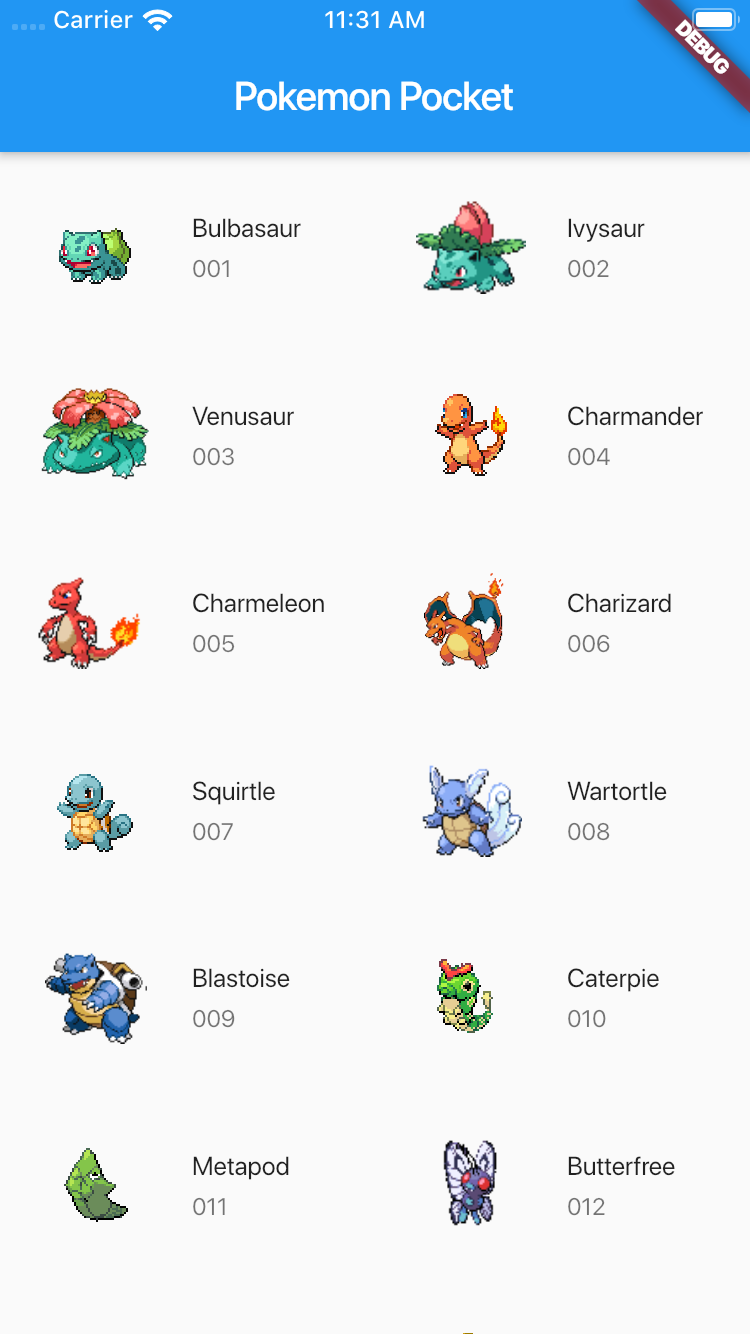 Carrier 11:31 AM
DEBUG
Pokemon Pocket
Bulbasaur
001
Ivysaur
002
Venusaur
003
Charmander
004
Charmeleon
005
Charizard
006
Squirtle
007
Wartortle
008
Blastoise
009
Caterpie
010
Metapod
011
Butterfree
012